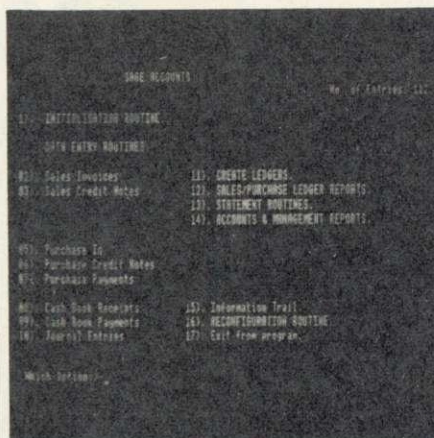 SAGE ACCOUNTS
No. of Entries:
1). INITIALISATION ROUTINE
DATA ENTRY ROUTINES
02). Sales Invoices 11). CREATE LEDGERS.
03). Sales Credit Notes 12). SALES/PURCHASE LEDGER REPORTS.
13). STATEMENT ROUTINES.
14). ACCOUNTS & MANAGEMENT REPORTS.
05). Purchase In
06). Purchase Credit Notes
07). Purchase Payments
08). Cash Book Receipts 15). Information Trail
09). Cash Book Payments 16). RECONFIGURATION ROUTINE
10). Journal Entries 17). Exit from program.
Which Option:?